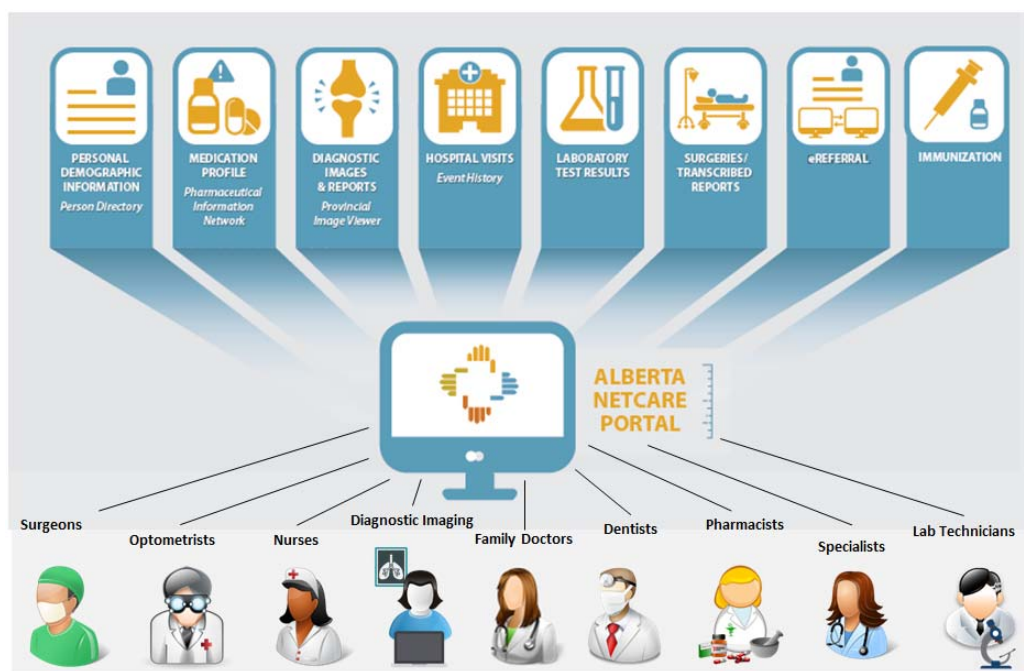 PERSONAL
DEMOGRAPHIC
INFORMATION
Person Directory
MEDICATION
PROFILE
Pharmaceutical
Information
Network
DIAGNOSTIC
IMAGES
& REPORTS
Provincial
Image Viewer
HOSPITAL VISITS
Event History
LABORATORY
TEST RESULTS
SURGERIES/
TRANSCRIBED
REPORTS
eREFERRAL
IMMUNIZATION
ALBERTA
NETCARE
PORTAL
Surgeons
Optometrists
Nurses
Diagnostic Imaging
Family Doctors
Dentists
Pharmacists
Specialists
Lab Technicians